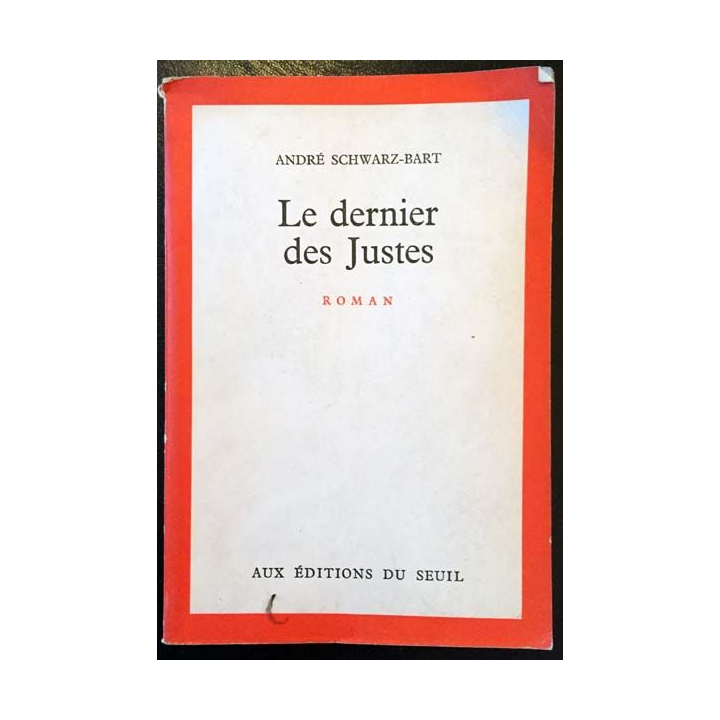 ANDRÉ SCHWARZ-BART
Le dernier
des Justes
ROMAN
AUX ÉDITIONS DU SEUIL